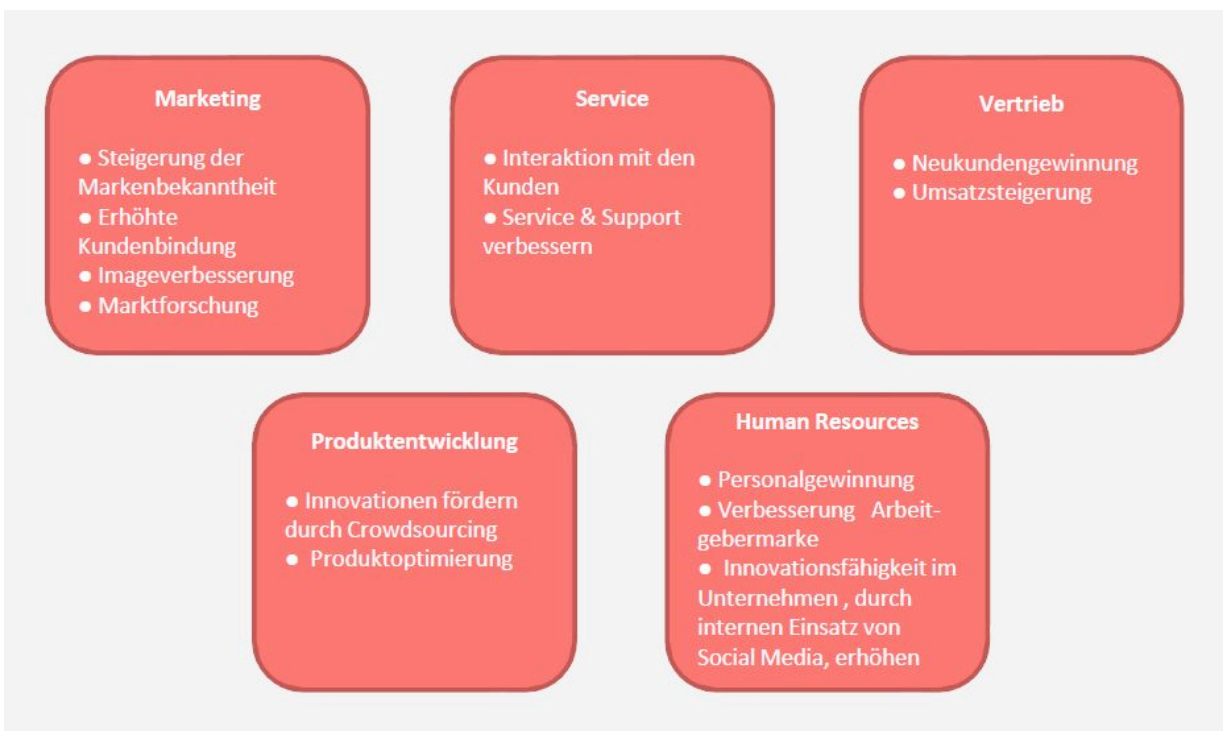 Marketing
● Steigerung der
Markenbekanntheit
● Erhöhte
Kundenbindung
● Imageverbesserung
● Marktforschung
Service
● Interaktion mit den
Kunden
● Service & Support
verbessern
Vertrieb
● Neukundengewinnung
● Umsatzsteigerung
Produktentwicklung
● Innovationen fördern
durch Crowdsourcing
● Produktoptimierung
Human Resources
● Personalgewinnung
● Verbesserung Arbeit-
gebermarke
● Innovationsfähigkeit im
Unternehmen , durch
internen Einsatz von
Social Media, erhöhen